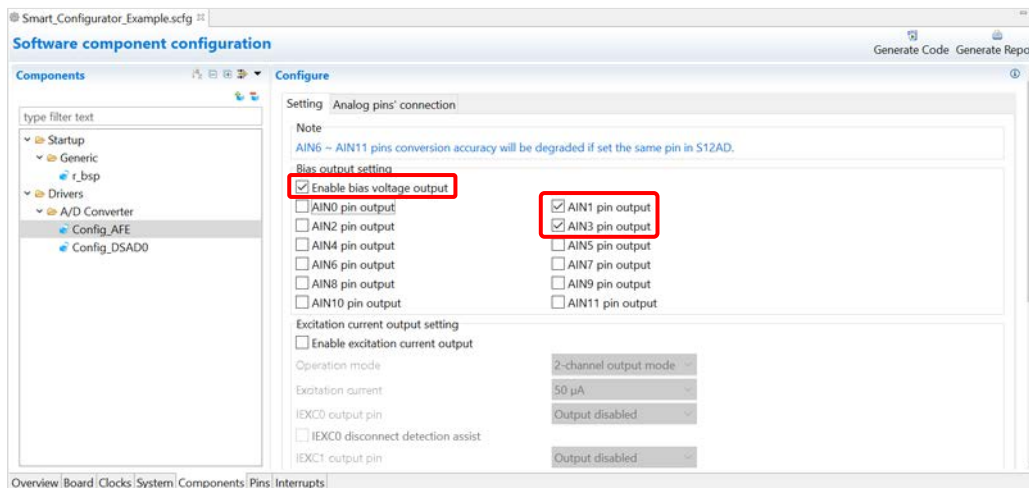 Smart_Configurator_Example.scfg
Software component configuration
Generate Code Generate Repo
Components
Configure
type filter text
Startup
Generic
r_bsp
Drivers
A/D Converter
Config_AFE
Config_DSAD0
Setting Analog pins' connection
Note
AIN6 ~ AIN11 pins conversion accuracy will be degraded if set the same pin in S12AD.
Bias output setting
Enable bias voltage output
AIN0 pin output AIN1 pin output
AIN2 pin output AIN3 pin output
AIN4 pin output AIN5 pin output
AIN6 pin output AIN7 pin output
AIN8 pin output AIN9 pin output
AIN10 pin output AIN11 pin output
Excitation current output setting
Enable excitation current output
Operation mode 2-channel output mode
Excitation current 50 μA
IEXC0 output pin Output disabled
IEXC0 disconnect detection assist
IEXC1 output pin Output disabled
Overview Board Clocks System Components Pins Interrupts